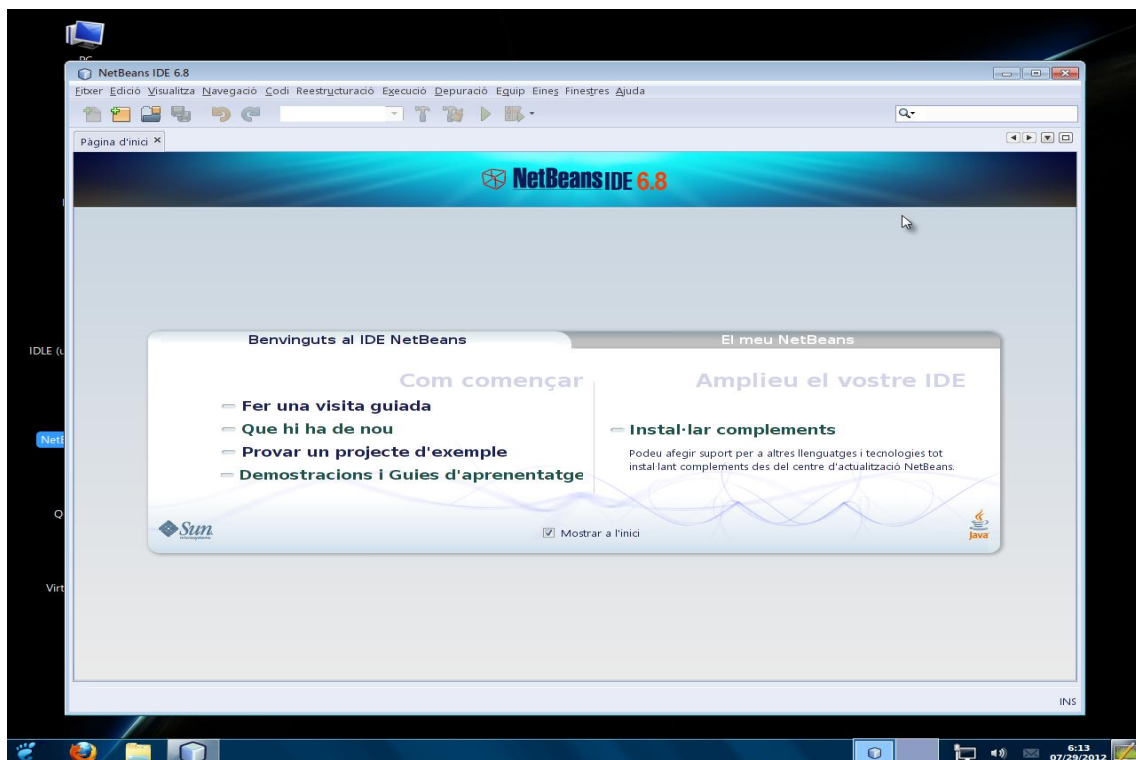 PC
NetBeans IDE 6.8
Fitxer Edició Visualitza Navegació Codi Reestructuració Execució Depuració Equip Eines Finestres Ajuda
Pàgina d'inici
NetBeans IDE 6.8
Benvinguts al IDE NetBeans
El meu NetBeans
Com començar
Fer una visita guiada
Que hi ha de nou
Provar un projecte d'exemple
Demostracions i Guies d'aprenentatge
Amplieu el vostre IDE
Instal·lar complements
Podeu afegir suport per a altres llenguatges i tecnologies tot
instal·lant complements des del centre d'actualització NetBeans.
Sun
Mostrar a l'inici
Java
IDLE (u
NetB
Q
Virt
INS
6:13
07/29/2012